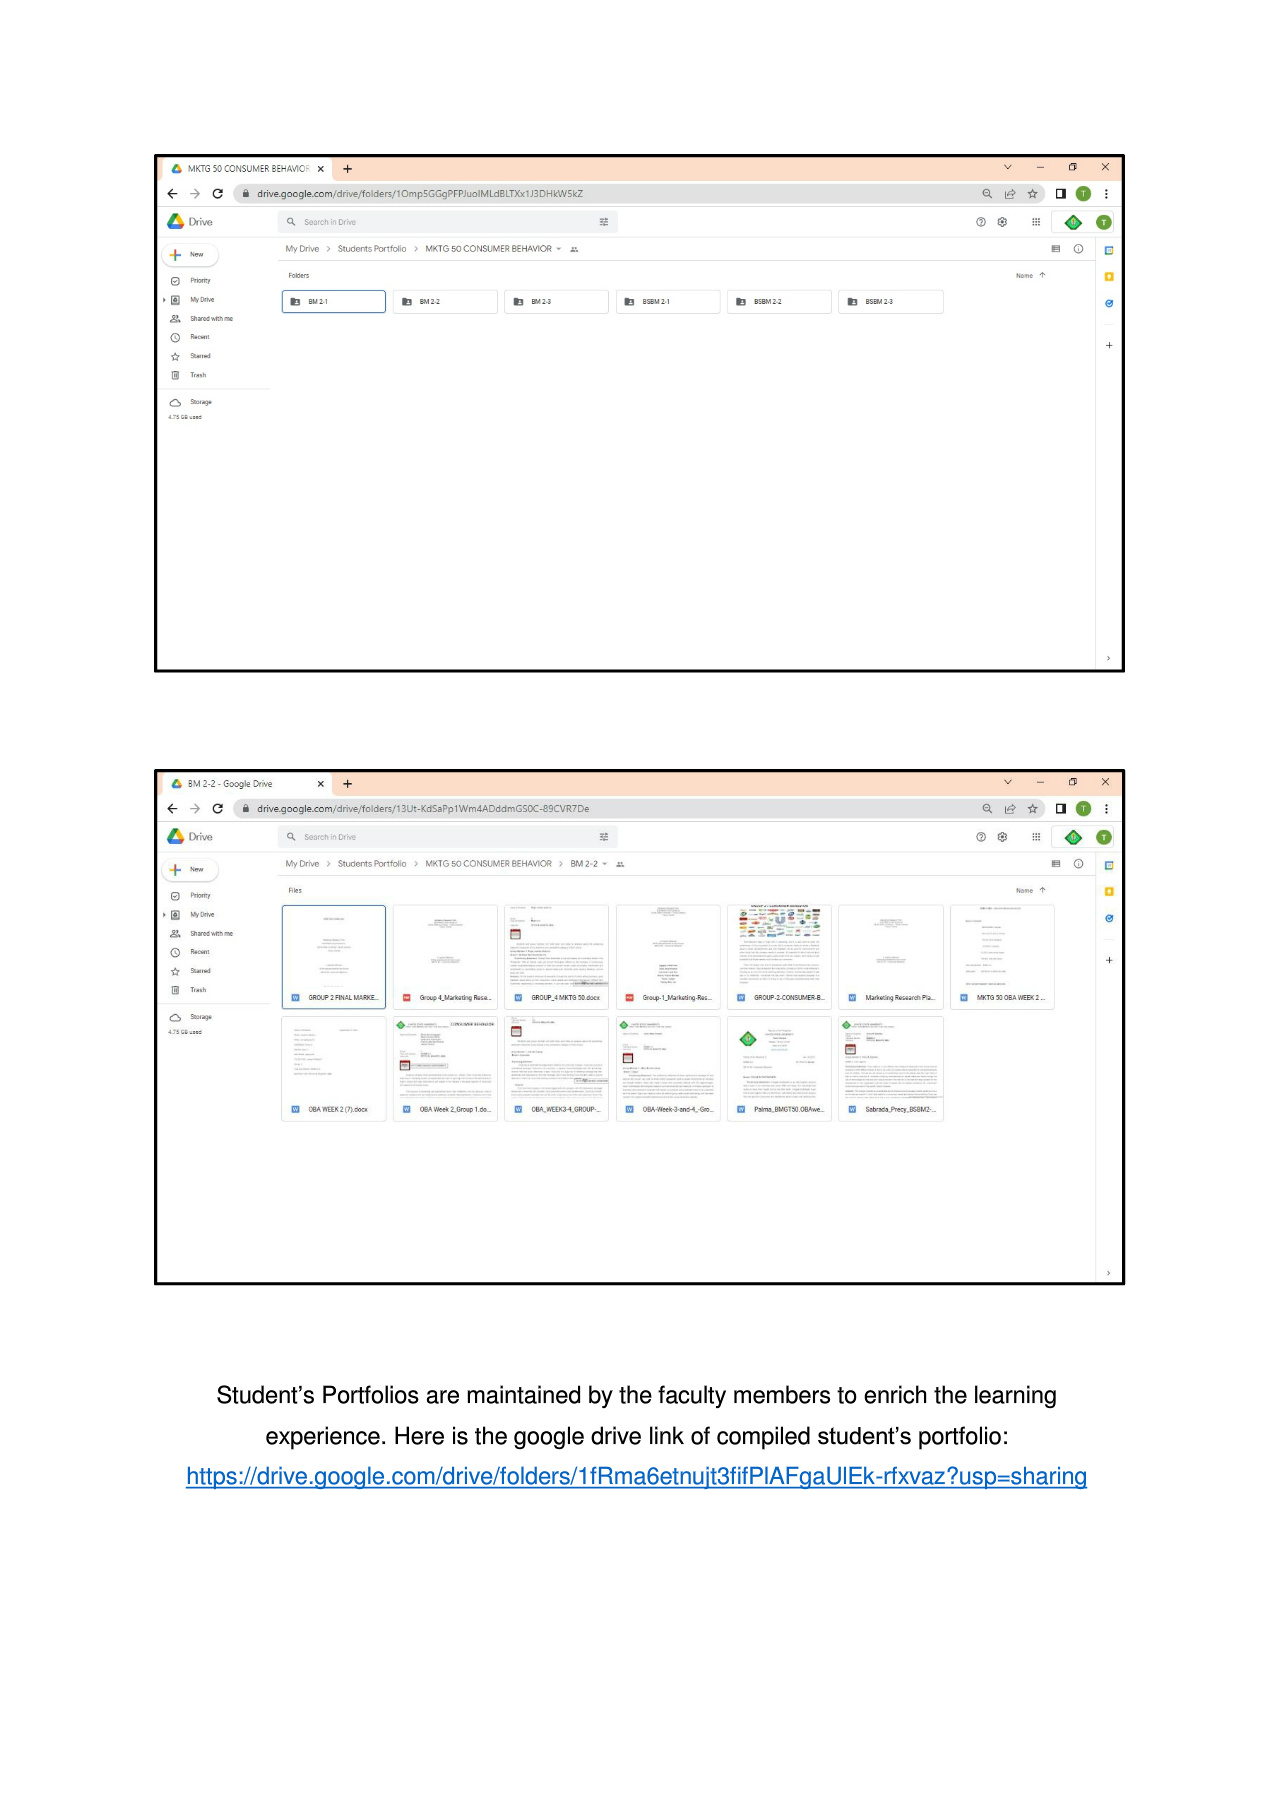 MKTG 50 CONSUMER BEHAVIOR
drive.google.com/drive/folders/1Omp5GGgPFPJuoIMLdBLTXx1J3DHkW5kZ
Drive
Search in Drive
New
My Drive > Students Portfolio > MKTG 50 CONSUMER BEHAVIOR
Folders
Name
Priority
My Drive
Shared with me
Recent
Starred
Trash
Storage
4.75 GB used
BM 2-1
BM 2-2
BM 2-3
BSBM 2-1
BSBM 2-2
BSBM 2-3
BM 2-2 - Google Drive
drive.google.com/drive/folders/13Ut-KdSaPp1Wm4ADddmGS0C-89CVR7De
Drive
Search in Drive
New
My Drive > Students Portfolio > MKTG 50 CONSUMER BEHAVIOR > BM 2-2
Files
Name
Priority
My Drive
Shared with me
Recent
Starred
Trash
Storage
4.75 GB used
GROUP 2 FINAL MARKE...
Group 4_Marketing Rese...
GROUP_4 MKTG 50.docx
Group-1_Marketing-Res...
GROUP-2-CONSUMER-B...
Marketing Research Pla...
MKTG 50 OBA WEEK 2 ...
CONSUMER BEHAVIOR
OBA WEEK 2 (7).docx
OBA Week 2_Group 1.do...
OBA_WEEK3-4_GROUP-...
OBA-Week-3-and-4_-Gro...
Palma_BMGT50.OBAwe...
Sabrada_Precy_BSBM2-...
Student’s Portfolios are maintained by the faculty members to enrich the learning
experience. Here is the google drive link of compiled student’s portfolio:
https://drive.google.com/drive/folders/1fRma6etnujt3fifPlAFgaUlEk-rfxvaz?usp=sharing